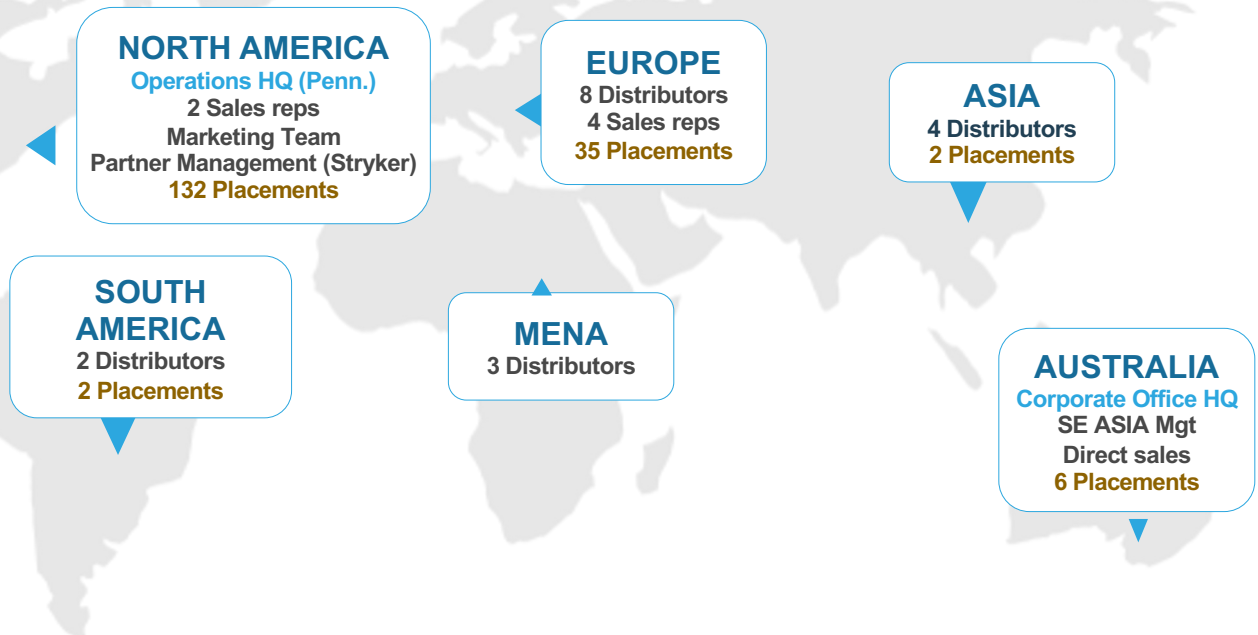 NORTH AMERICA
Operations HQ (Penn.)
2 Sales reps
Marketing Team
Partner Management (Stryker)
132 Placements
EUROPE
8 Distributors
4 Sales reps
35 Placements
ASIA
4 Distributors
2 Placements
SOUTH
AMERICA
2 Distributors
2 Placements
MENA
3 Distributors
AUSTRALIA
Corporate Office HQ
SE ASIA Mgt
Direct sales
6 Placements